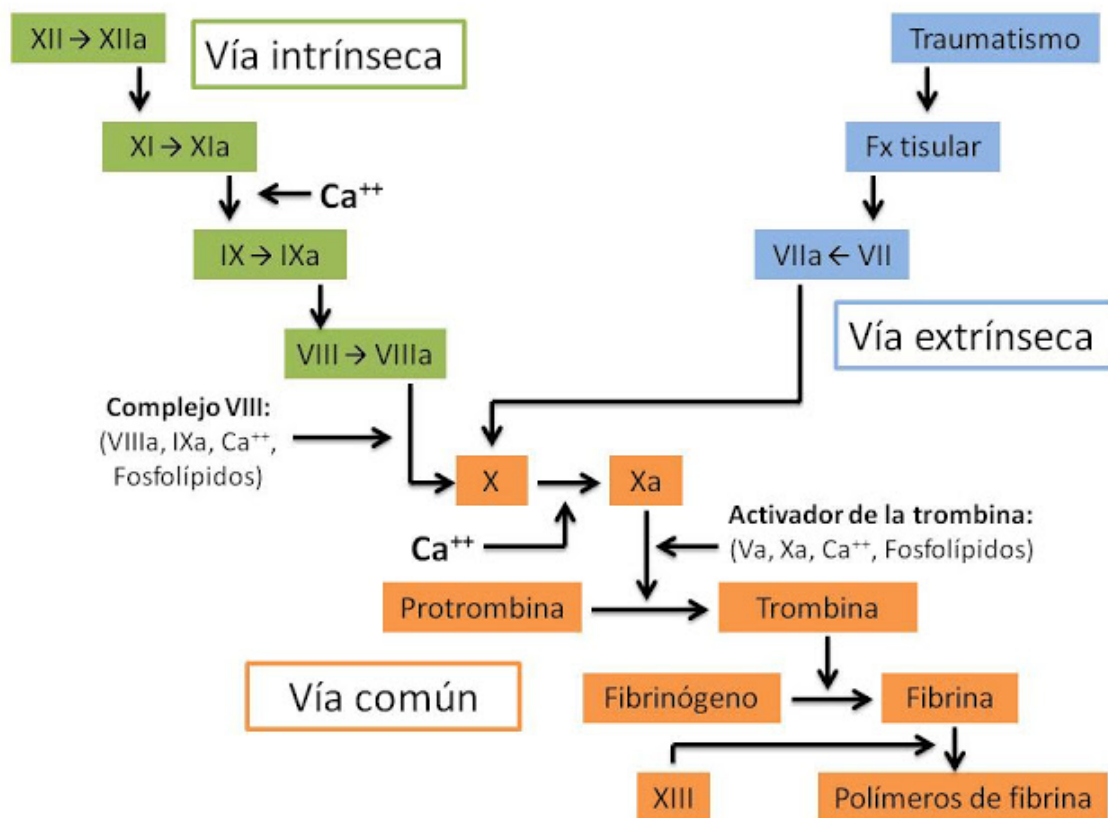 XII → XIIa
Vía intrínseca
Traumatismo
XI → XIa
Fx tisular
Ca⁺⁺
IX → IXa
VIIa ← VII
Vía extrínseca
VIII → VIIIa
Complejo VIII:
(VIIIa, IXa, Ca⁺⁺,
Fosfolípidos)
X
Xa
Ca⁺⁺
Activador de la trombina:
(Va, Xa, Ca⁺⁺, Fosfolípidos)
Protrombina
Trombina
Vía común
Fibrinógeno
Fibrina
XIII
Polímeros de fibrina